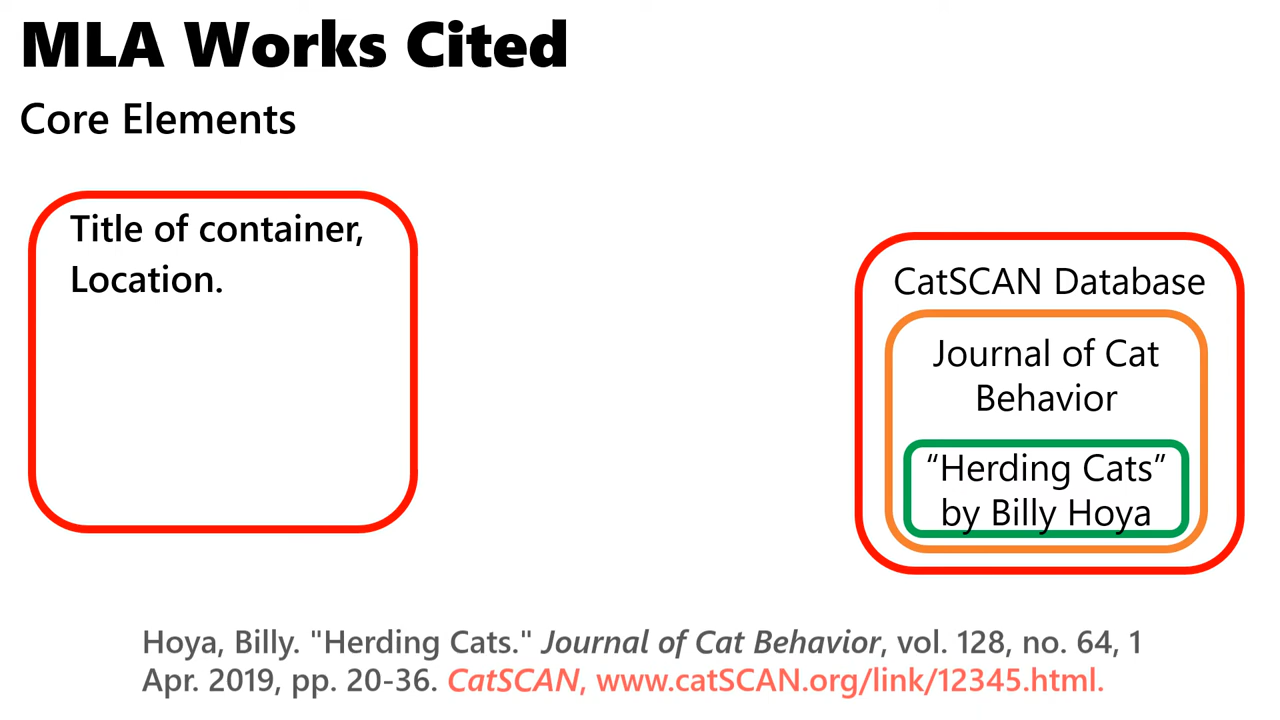 MLA Works Cited
Core Elements
Title of container,
Location.
CatSCAN Database
Journal of Cat
Behavior
“Herding Cats”
by Billy Hoya
Hoya, Billy. "Herding Cats." Journal of Cat Behavior, vol. 128, no. 64, 1
Apr. 2019, pp. 20-36. CatSCAN, www.catSCAN.org/link/12345.html.